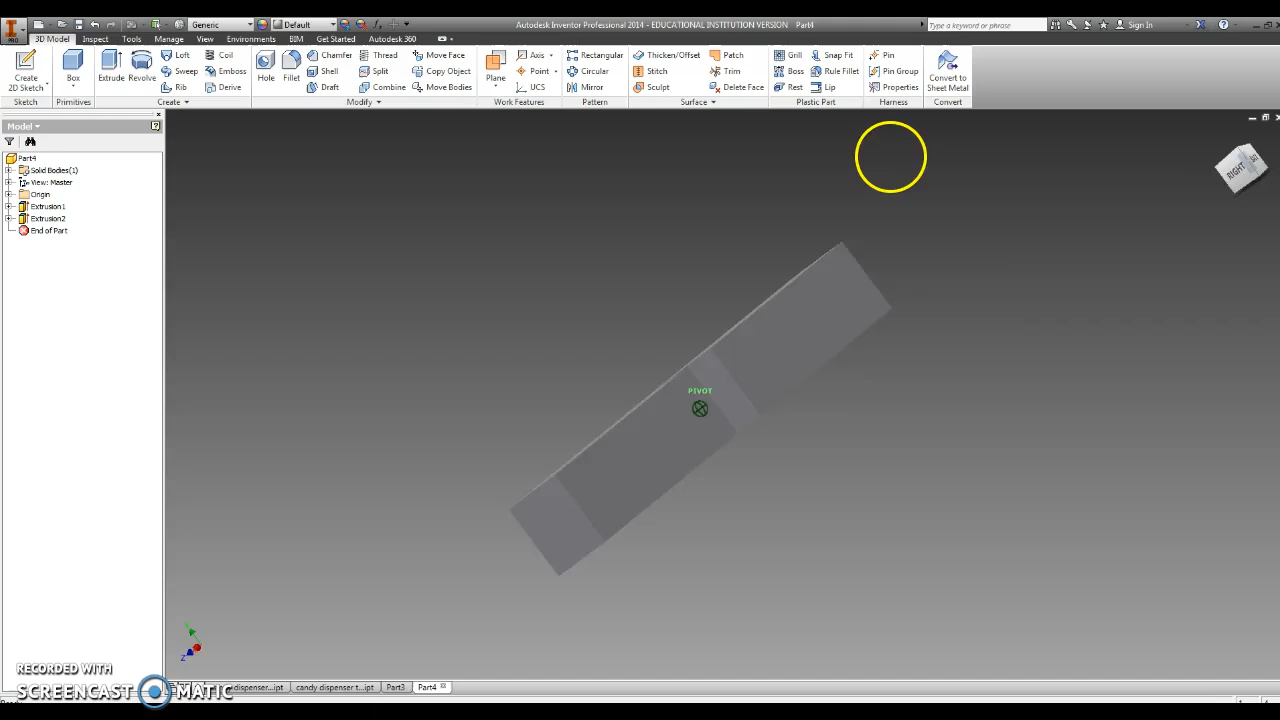 Generic Default Autodesk Inventor Professional 2014 - EDUCATIONAL INSTITUTION VERSION Part4 Type a keyword or phrase Sign In
PRO 3D Model Inspect Tools Manage View Environments BIM Get Started Autodesk 360
Create 2D Sketch Box Extrude Revolve Loft Coil Hole Fillet Chamfer Thread Move Face Plane Axis Rectangular Thicken/Offset Patch Grill Snap Fit Pin Convert to Sheet Metal
Sweep Emboss Shell Split Copy Object Point Circular Stitch Trim Boss Rule Fillet Pin Group
Rib Derive Draft Combine Move Bodies UCS Mirror Sculpt Delete Face Rest Lip Properties
Sketch Primitives Create Modify Work Features Pattern Surface Plastic Part Harness Convert
Model
Part4
Solid Bodies(1)
View: Master
Origin
Extrusion1
Extrusion2
End of Part
RIGHT
PIVOT
Y
Z
RECORDED WITH
SCREENCAST MATIC
dispenser...ipt candy dispenser t...ipt Part3 Part4